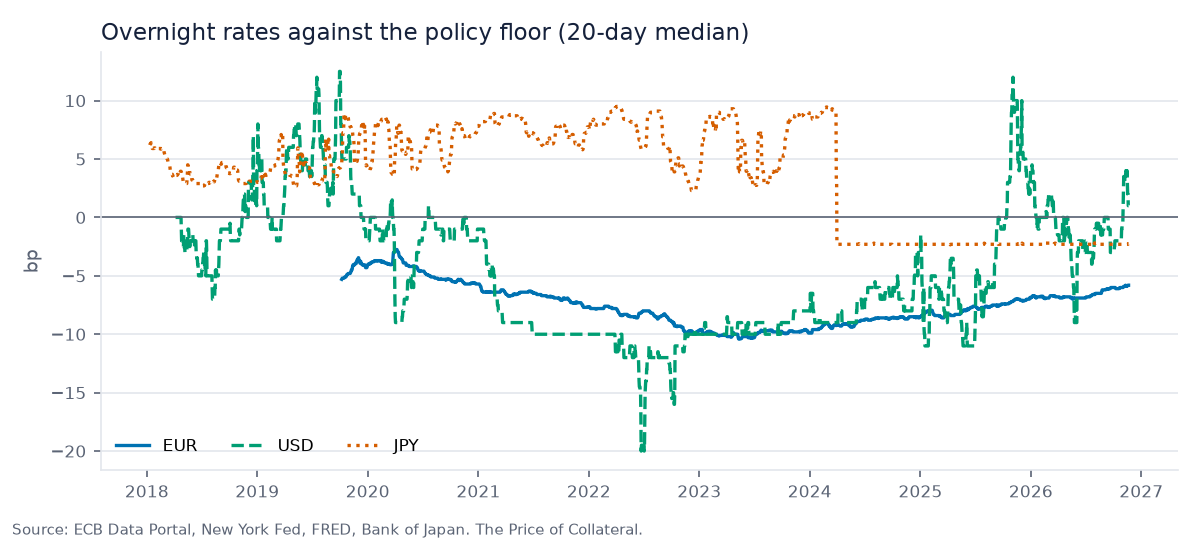 Overnight rates against the policy floor (20-day median)
bp
10
5
0
−5
−10
−15
−20
EUR
USD
JPY
2018 2019 2020 2021 2022 2023 2024 2025 2026 2027
Source: ECB Data Portal, New York Fed, FRED, Bank of Japan. The Price of Collateral.